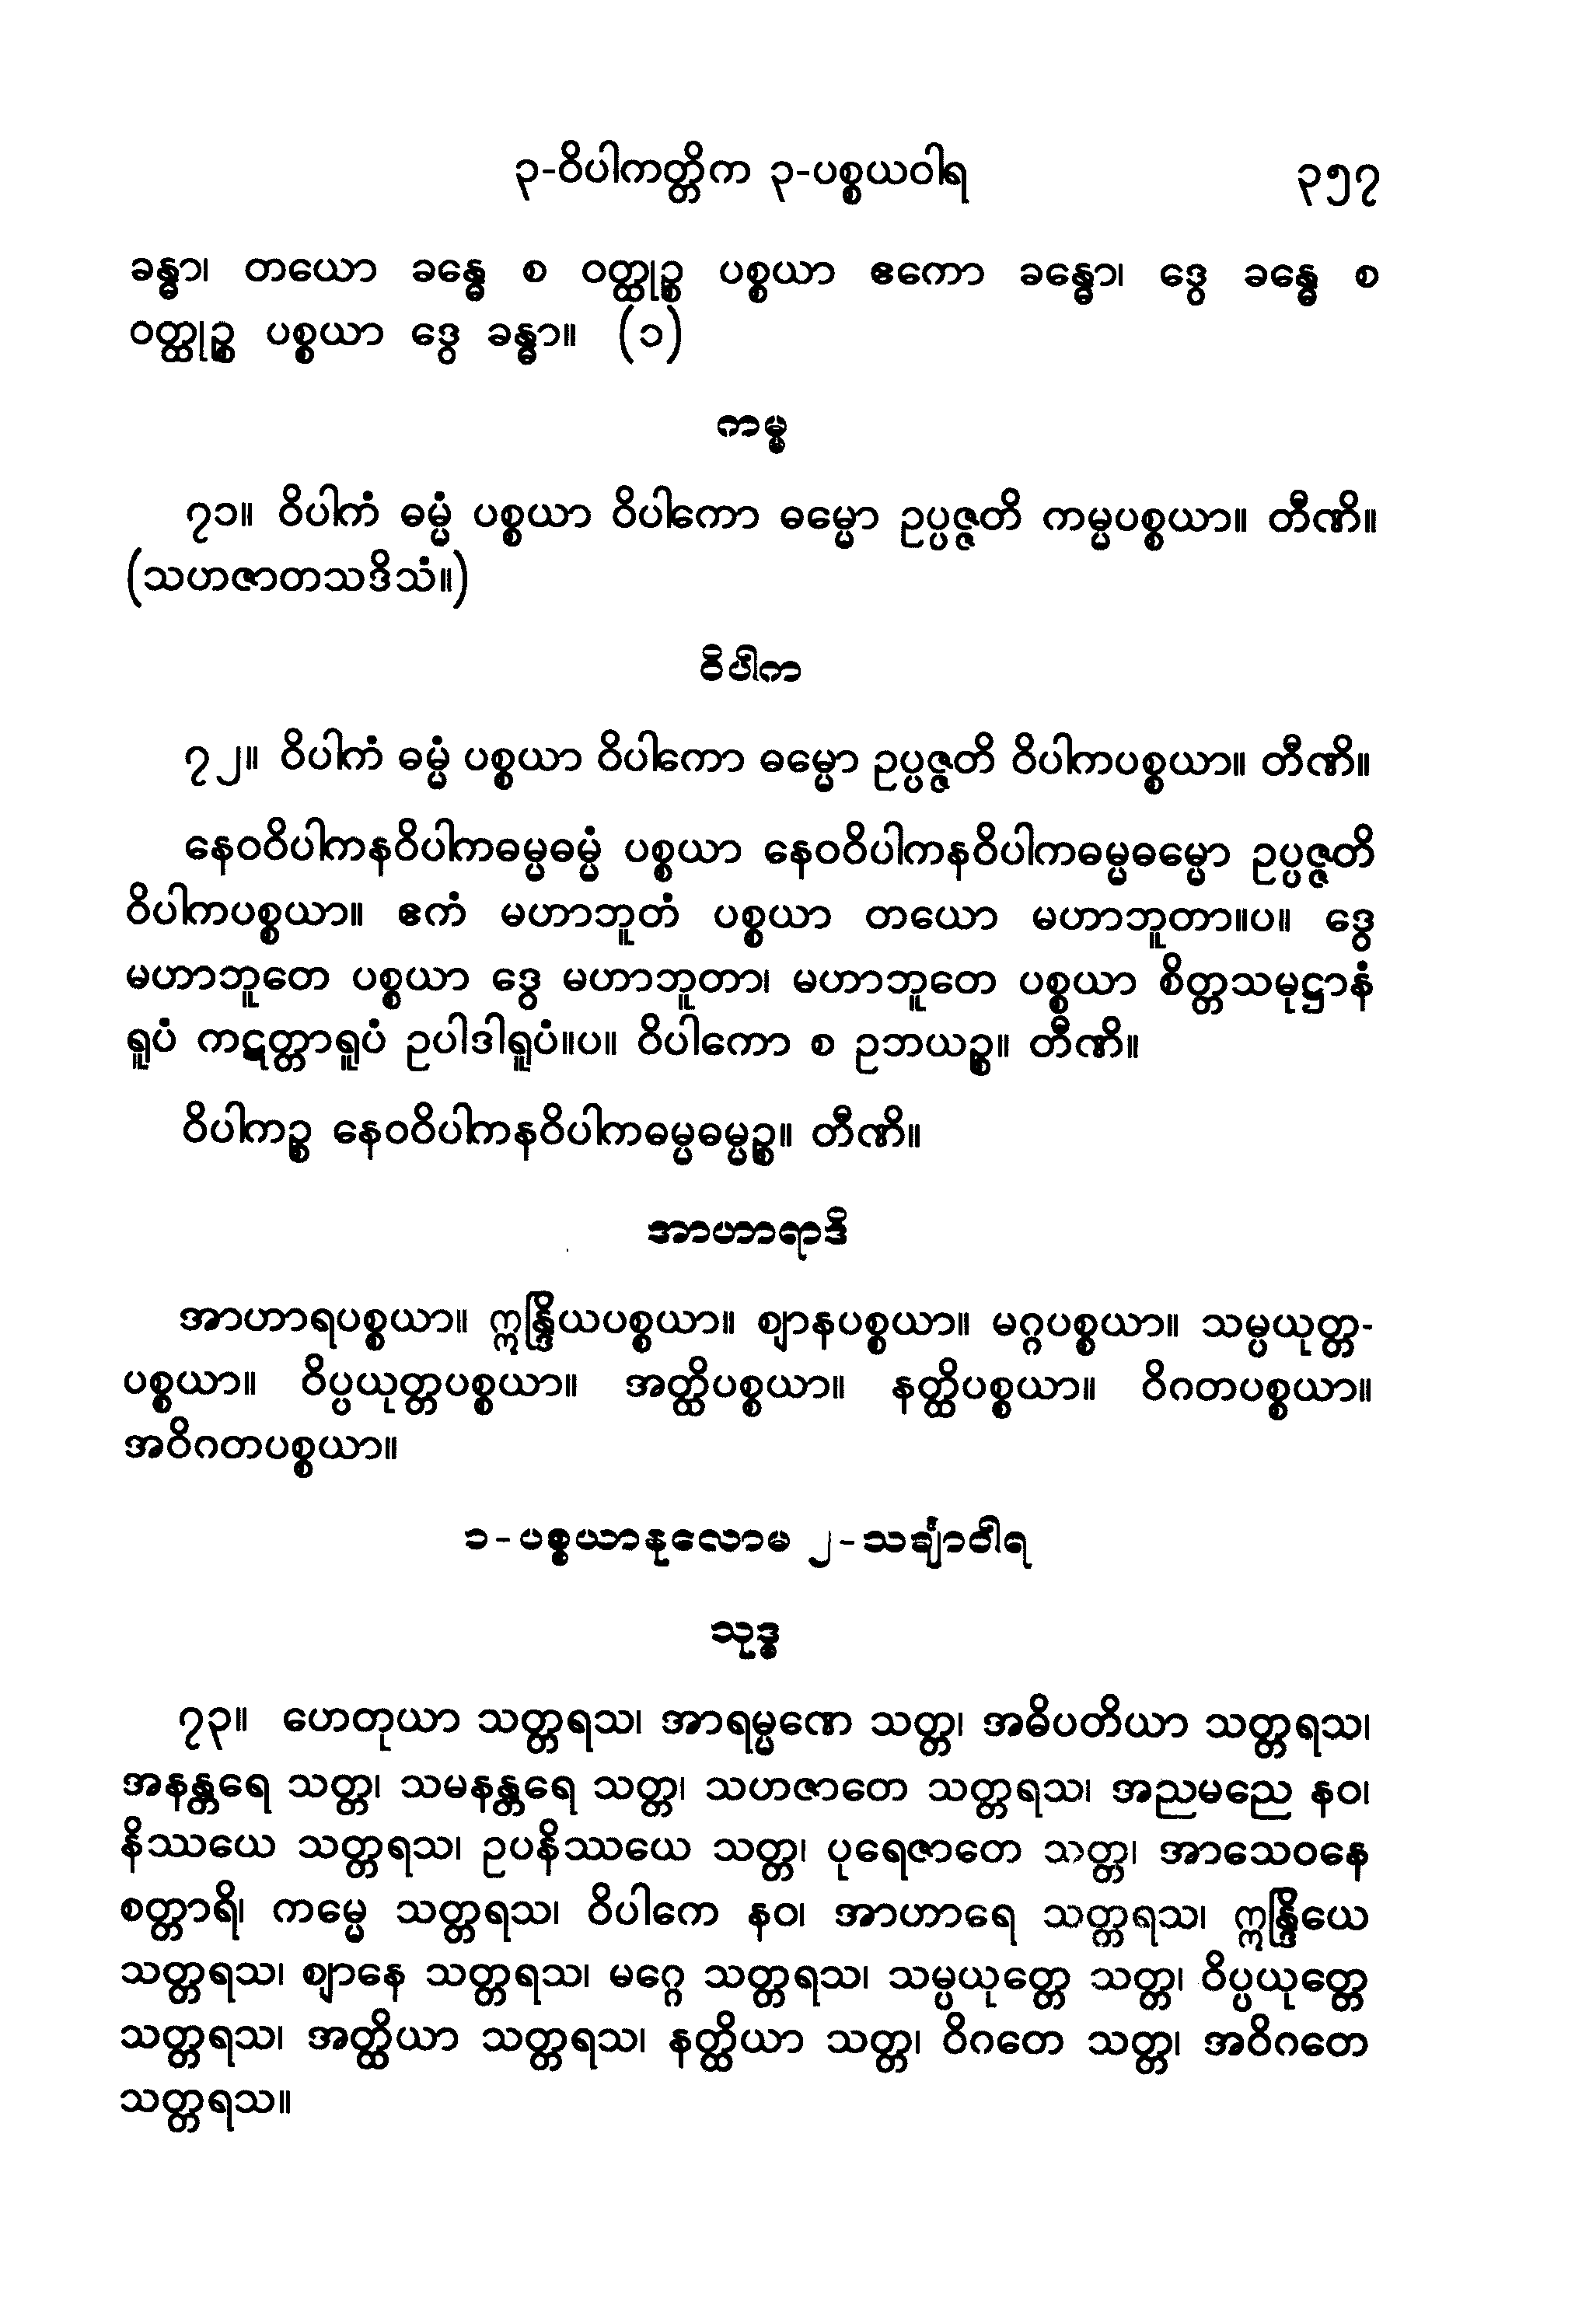 ၃-ဝိပါကတ္တိက ၃-ပစ္စယဝါရ ၃၅၇
ခန္ဓာ၊ တယော ခန္ဓေ စ ဝတ္ထုဉ္စ ပစ္စယာ ဧကော ခန္ဓော၊ ဒွေ ခန္ဓေ စ
ဝတ္ထုဉ္စ ပစ္စယာ ဒွေ ခန္ဓာ။ (၁)
ကမ္မ
၇၁။ ဝိပါကံ ဓမ္မံ ပစ္စယာ ဝိပါကော ဓမ္မော ဥပ္ပဇ္ဇတိ ကမ္မပစ္စယာ။ တီဏိ။
(သဟဇာတသဒိသံ။)
ဝိပါက
၇၂။ ဝိပါကံ ဓမ္မံ ပစ္စယာ ဝိပါကော ဓမ္မော ဥပ္ပဇ္ဇတိ ဝိပါကပစ္စယာ။ တီဏိ။
နေဝဝိပါကနဝိပါကဓမ္မဓမ္မံ ပစ္စယာ နေဝဝိပါကနဝိပါကဓမ္မဓမ္မော ဥပ္ပဇ္ဇတိ
ဝိပါကပစ္စယာ။ ဧကံ မဟာဘူတံ ပစ္စယာ တယော မဟာဘူတာ။ပ။ ဒွေ
မဟာဘူတေ ပစ္စယာ ဒွေ မဟာဘူတာ၊ မဟာဘူတေ ပစ္စယာ စိတ္တသမုဋ္ဌာနံ
ရူပံ ကဋတ္တာရူပံ ဥပါဒါရူပံ။ပ။ ဝိပါကော စ ဥဘယဉ္စ။ တီဏိ။
ဝိပါကဉ္စ နေဝဝိပါကနဝိပါကဓမ္မဓမ္မဉ္စ။ တီဏိ။
အာဟာရာဒိ
အာဟာရပစ္စယာ။ ဣန္ဒြိယပစ္စယာ။ ဈာနပစ္စယာ။ မဂ္ဂပစ္စယာ။ သမ္ပယုတ္တ-
ပစ္စယာ။ ဝိပ္ပယုတ္တပစ္စယာ။ အတ္ထိပစ္စယာ။ နတ္ထိပစ္စယာ။ ဝိဂတပစ္စယာ။
အဝိဂတပစ္စယာ။
၁-ပစ္စယာနုလောမ ၂-သင်္ချာဝါရ
သုဒ္ဓ
၇၃။ ဟေတုယာ သတ္တရသ၊ အာရမ္မဏေ သတ္တ၊ အဓိပတိယာ သတ္တရသ၊
အနန္တရေ သတ္တ၊ သမနန္တရေ သတ္တ၊ သဟဇာတေ သတ္တရသ၊ အညမညေ နဝ၊
နိဿယေ သတ္တရသ၊ ဥပနိဿယေ သတ္တ၊ ပုရေဇာတေ သတ္တ၊ အာသေဝနေ
စတ္တာရိ၊ ကမ္မေ သတ္တရသ၊ ဝိပါကေ နဝ၊ အာဟာရေ သတ္တရသ၊ ဣန္ဒြိယေ
သတ္တရသ၊ ဈာနေ သတ္တရသ၊ မဂ္ဂေ သတ္တရသ၊ သမ္ပယုတ္တေ သတ္တ၊ ဝိပ္ပယုတ္တေ
သတ္တရသ၊ အတ္ထိယာ သတ္တရသ၊ နတ္ထိယာ သတ္တ၊ ဝိဂတေ သတ္တ၊ အဝိဂတေ
သတ္တရသ။